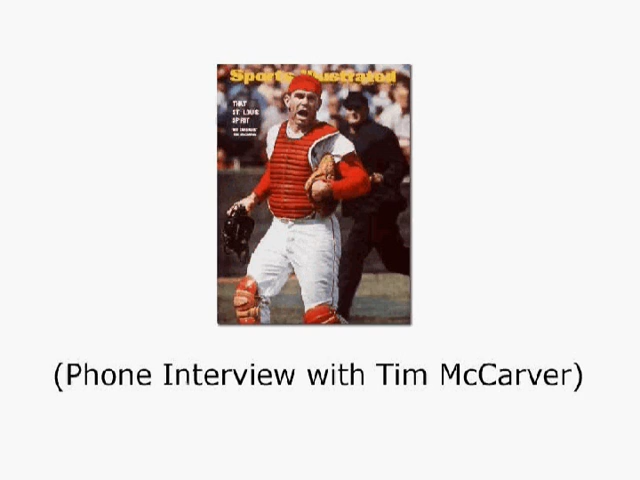 Sports Illustrated
THAT
ST. LOUIS
SPIRIT
(Phone Interview with Tim McCarver)